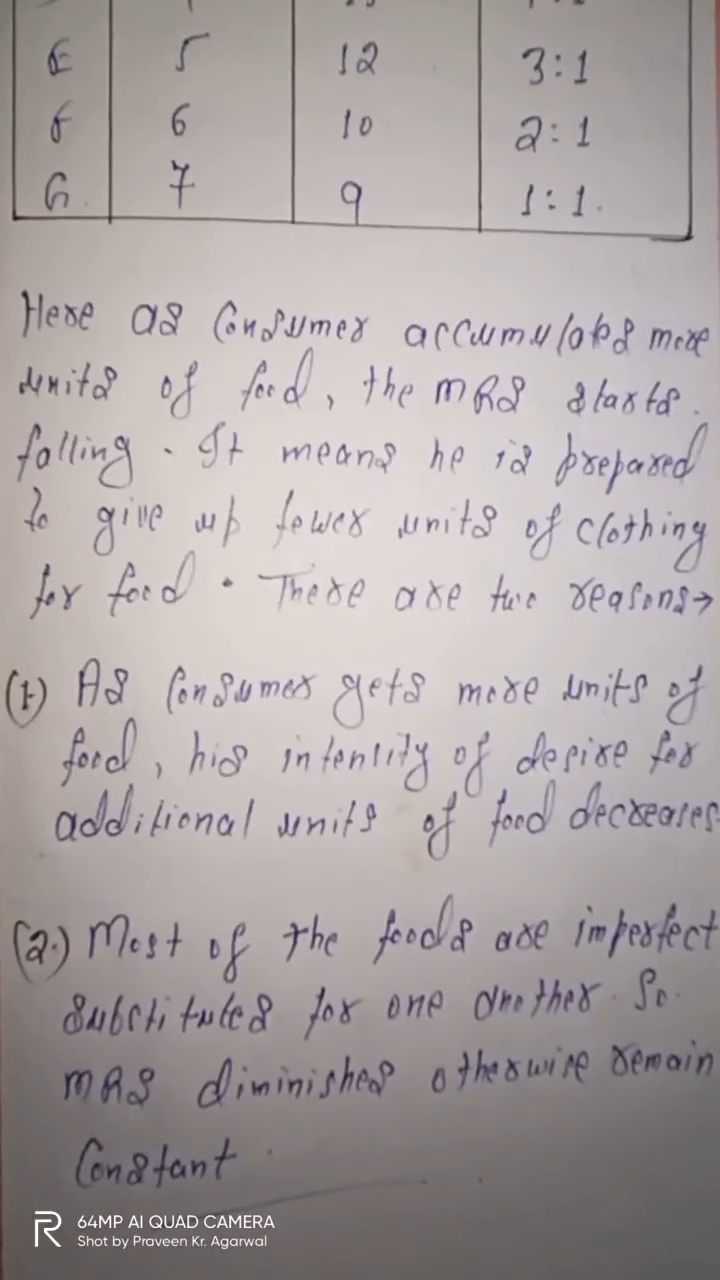 E 5 12 3:1
F 6 10 2:1
G. 7 9 1:1.
Here as Consumer accumulates more
units of food, the MRS starts.
falling. It means he is prepared
to give up fewer units of clothing
for food. There are two reasons→
(1) As Consumer gets more units of
food, his intensity of desire for
additional units of food decreases
(2.) Most of the foods are imperfect
substitutes for one another. So.
MRS diminishes otherwise remain
Constant.
64MP AI QUAD CAMERA
Shot by Praveen Kr. Agarwal